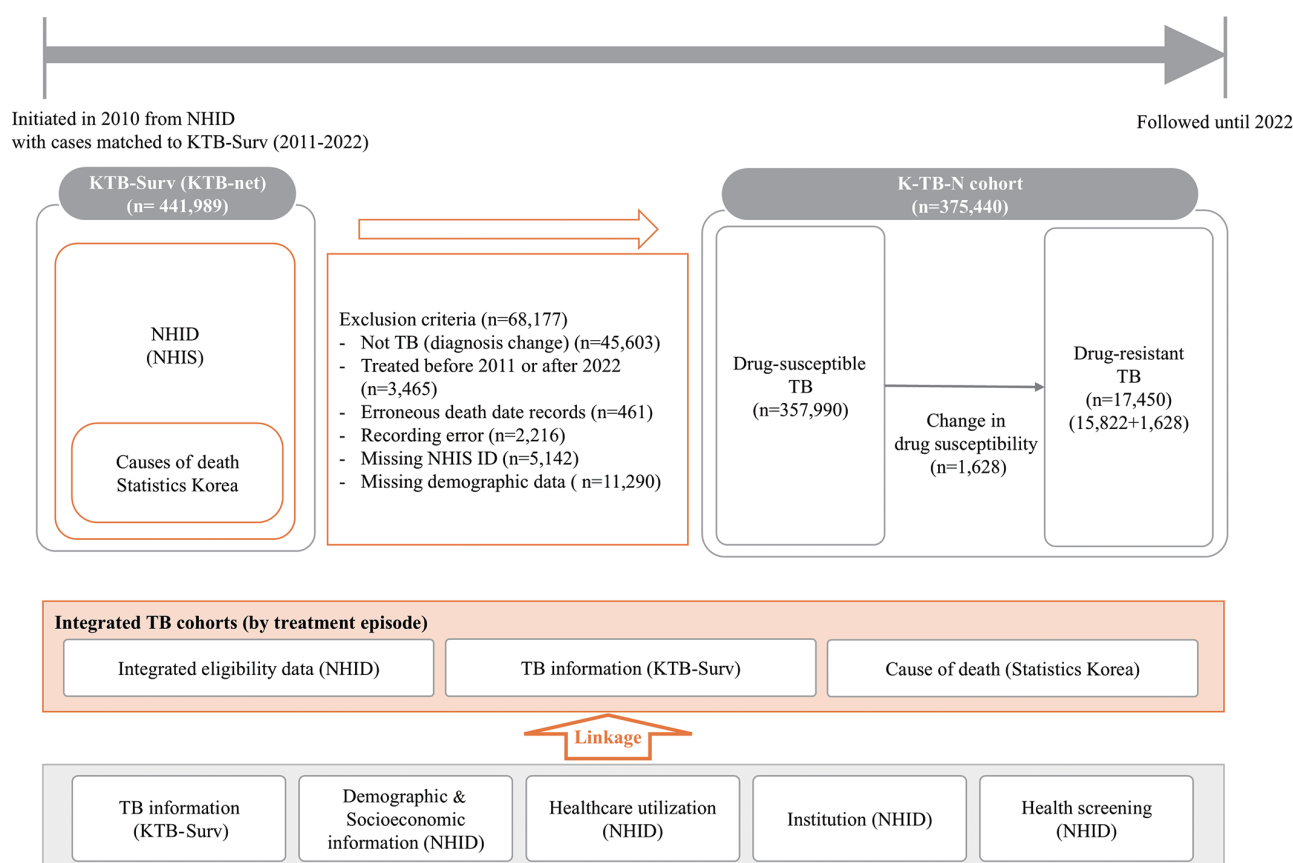 Initiated in 2010 from NHID
with cases matched to KTB-Surv (2011-2022)
Followed until 2022
KTB-Surv (KTB-net)
(n= 441,989)
NHID
(NHIS)
Causes of death
Statistics Korea
Exclusion criteria (n=68,177)
- Not TB (diagnosis change) (n=45,603)
- Treated before 2011 or after 2022
(n=3,465)
- Erroneous death date records (n=461)
- Recording error (n=2,216)
- Missing NHIS ID (n=5,142)
- Missing demographic data ( n=11,290)
K-TB-N cohort
(n=375,440)
Drug-susceptible
TB
(n=357,990)
Change in
drug susceptibility
(n=1,628)
Drug-resistant
TB
(n=17,450)
(15,822+1,628)
Integrated TB cohorts (by treatment episode)
Integrated eligibility data (NHID)
TB information (KTB-Surv)
Cause of death (Statistics Korea)
Linkage
TB information
(KTB-Surv)
Demographic &
Socioeconomic
information (NHID)
Healthcare utilization
(NHID)
Institution (NHID)
Health screening
(NHID)